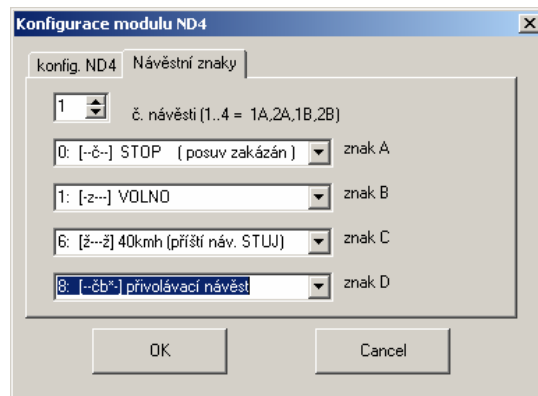 Konfigurace modulu ND4
konfig. ND4 Návěstní znaky
1 č. návěsti (1..4 = 1A,2A,1B,2B)
0: [--č--] STOP ( posuv zakázán ) znak A
1: [-z---] VOLNO znak B
6: [ž---ž] 40kmh (příští náv. STUJ) znak C
8: [--čb*-] přivolávací návěst znak D
OK Cancel